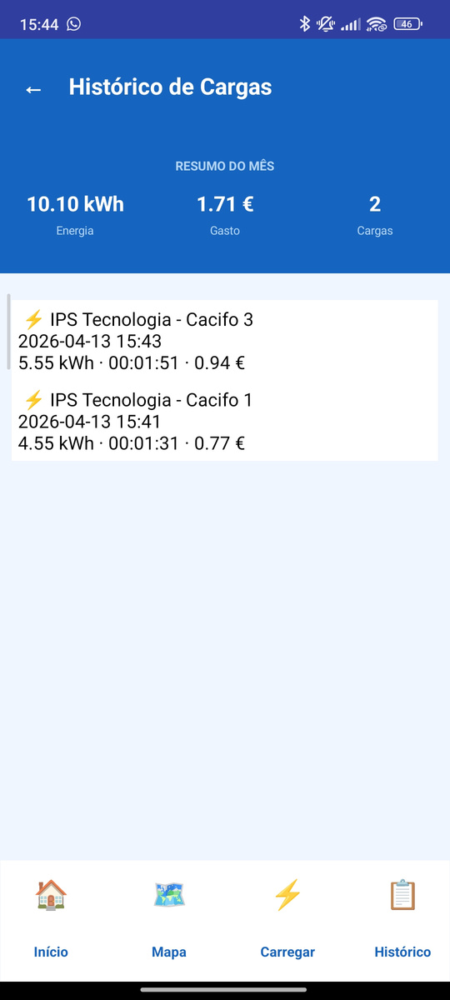 15:44
46
← Histórico de Cargas
RESUMO DO MÊS
10.10 kWh 1.71 € 2
Energia Gasto Cargas
⚡ IPS Tecnologia - Cacifo 3
2026-04-13 15:43
5.55 kWh · 00:01:51 · 0.94 €
⚡ IPS Tecnologia - Cacifo 1
2026-04-13 15:41
4.55 kWh · 00:01:31 · 0.77 €
Início Mapa Carregar Histórico